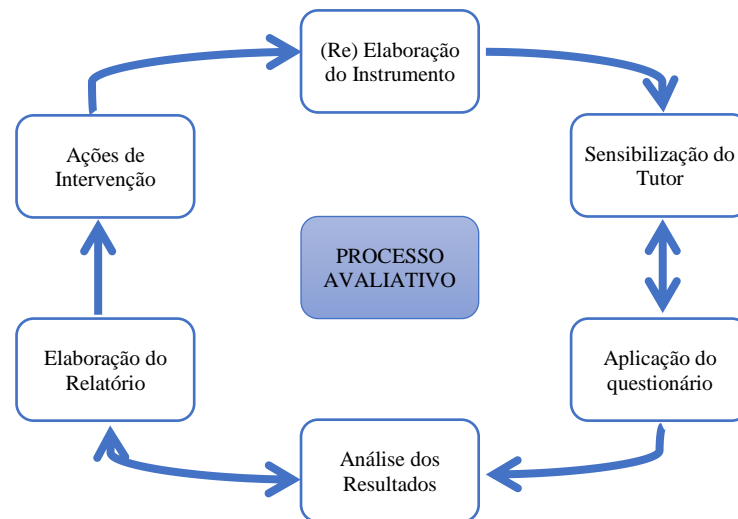 (Re) Elaboração
do Instrumento
Ações de
Intervenção
Sensibilização do
Tutor
PROCESSO
AVALIATIVO
Elaboração do
Relatório
Aplicação do
questionário
Análise dos
Resultados